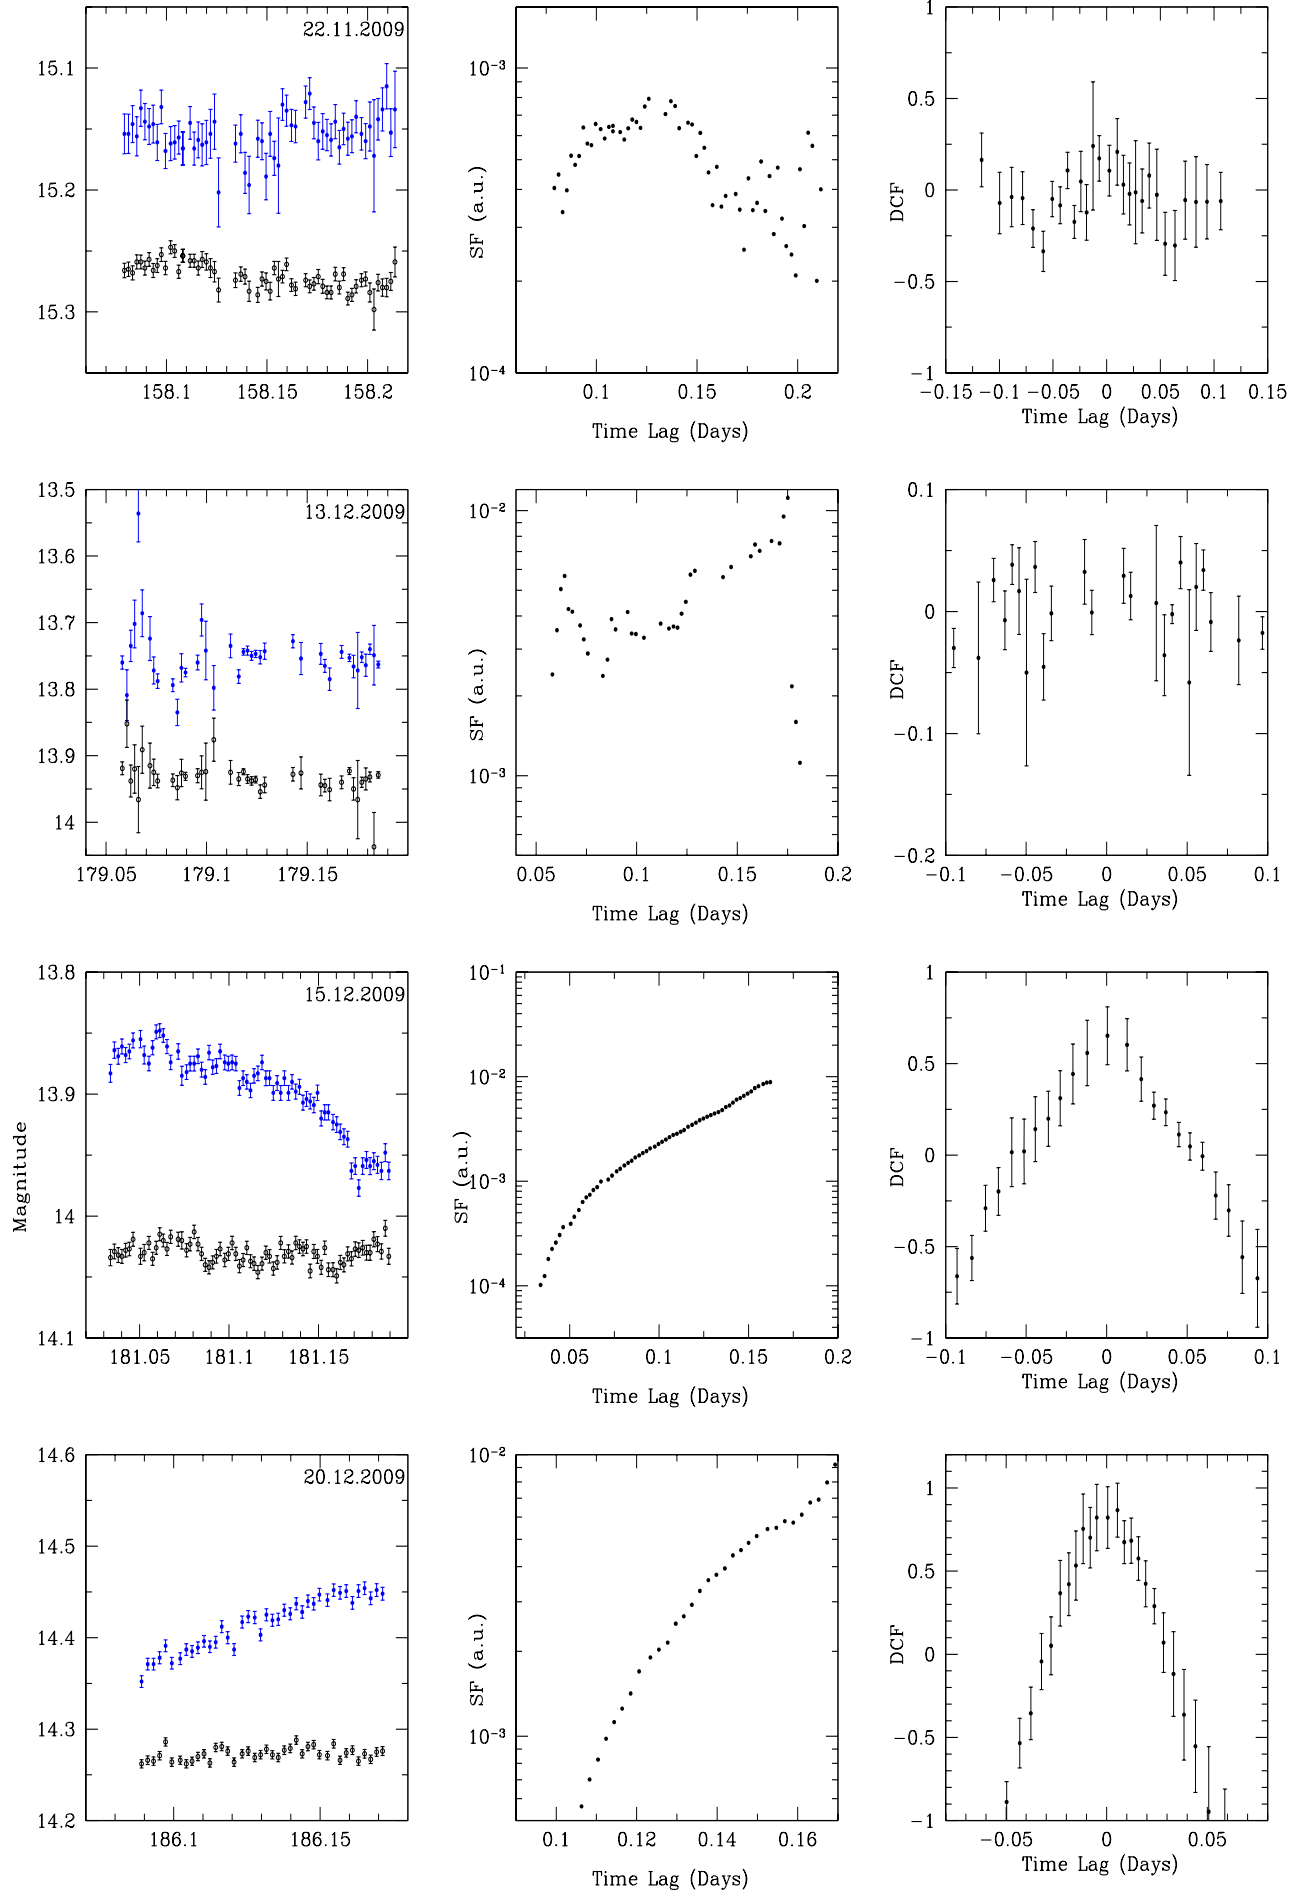 22.11.2009
15.1
15.2
15.3
158.1 158.15 158.2
SF (a.u.)
10⁻³
10⁻⁴
0.1 0.15 0.2
Time Lag (Days)
DCF
1
0.5
0
−0.5
−1
−0.15 −0.1 −0.05 0 0.05 0.1 0.15
Time Lag (Days)
13.12.2009
13.5
13.6
13.7
13.8
13.9
14
179.05 179.1 179.15
SF (a.u.)
10⁻²
10⁻³
0.05 0.1 0.15 0.2
Time Lag (Days)
DCF
0.1
0
−0.1
−0.2
−0.1 −0.05 0 0.05 0.1
Time Lag (Days)
Magnitude
15.12.2009
13.8
13.9
14
14.1
181.05 181.1 181.15
SF (a.u.)
10⁻¹
10⁻²
10⁻³
10⁻⁴
0.05 0.1 0.15 0.2
Time Lag (Days)
DCF
1
0.5
0
−0.5
−1
−0.1 −0.05 0 0.05 0.1
Time Lag (Days)
20.12.2009
14.6
14.5
14.4
14.3
14.2
186.1 186.15
SF (a.u.)
10⁻²
10⁻³
0.1 0.12 0.14 0.16
Time Lag (Days)
DCF
1
0.5
0
−0.5
−1
−0.05 0 0.05
Time Lag (Days)